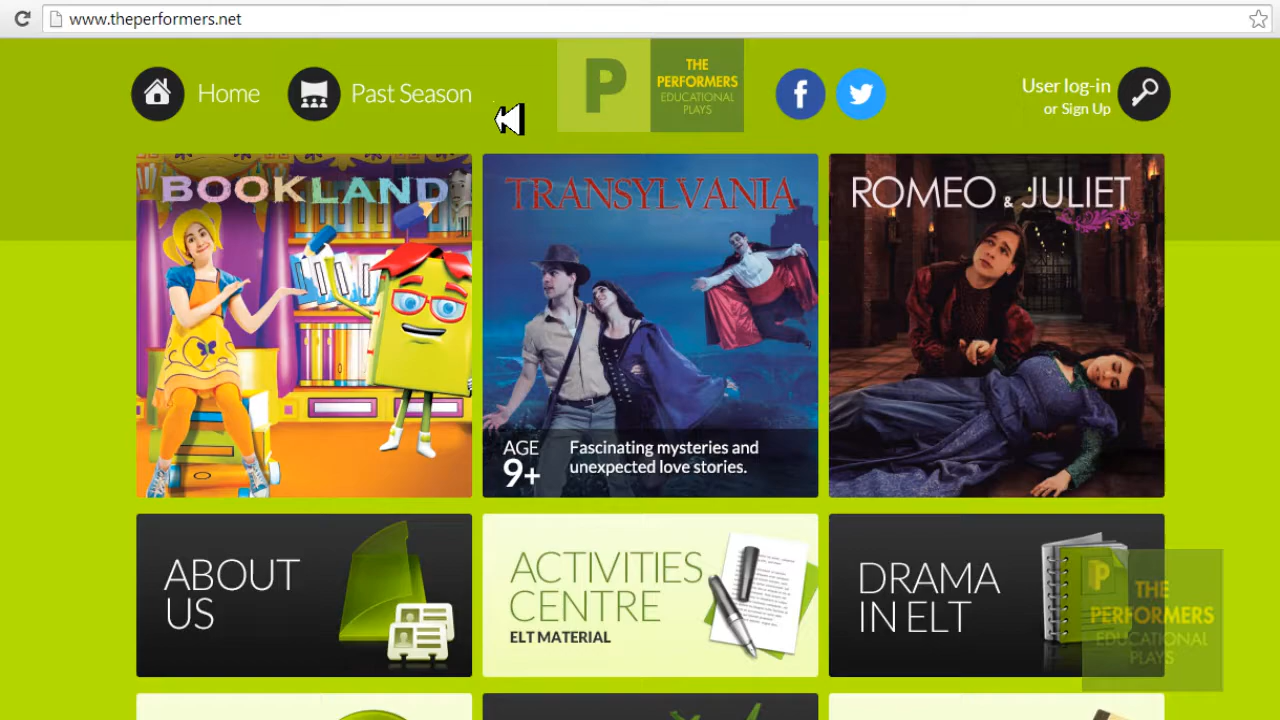 www.theperformers.net
Home
Past Season
P
THE
PERFORMERS
EDUCATIONAL
PLAYS
f
User log-in
or Sign Up
BOOKLAND
TRANSYLVANIA
AGE
9+
Fascinating mysteries and
unexpected love stories.
ROMEO & JULIET
ABOUT
US
ACTIVITIES
CENTRE
ELT MATERIAL
DRAMA
IN ELT
P
THE
PERFORMERS
EDUCATIONAL
PLAYS